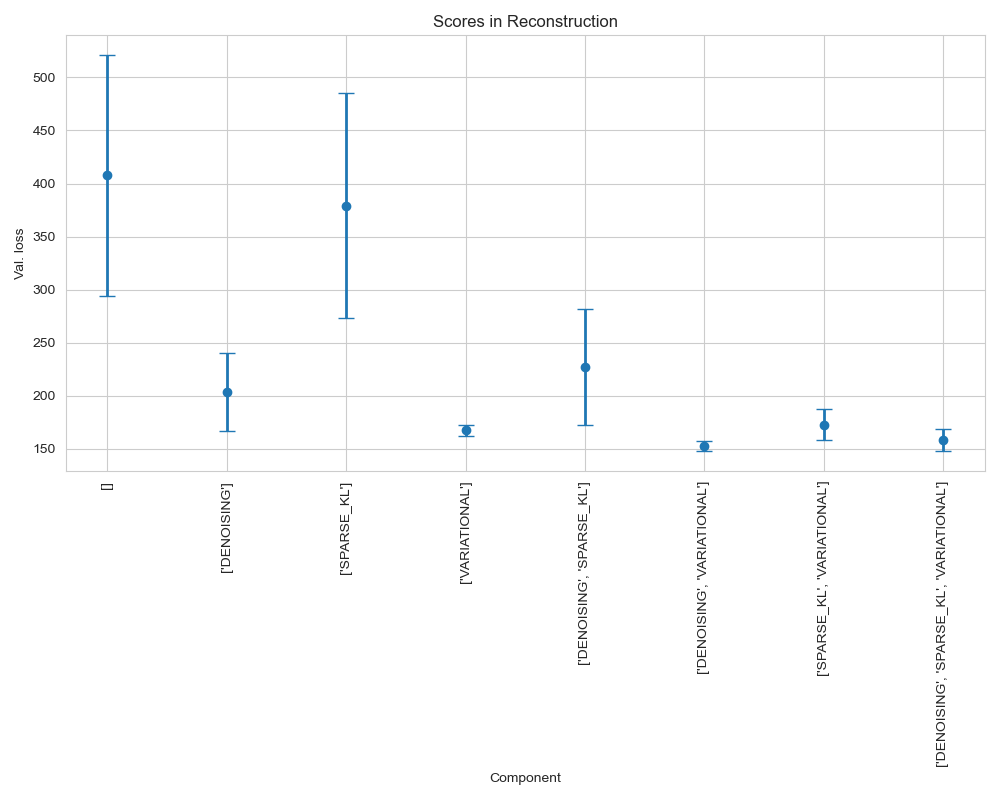 Scores in Reconstruction
Val. loss
500
450
400
350
300
250
200
150
[]
['DENOISING']
['SPARSE_KL']
['VARIATIONAL']
['DENOISING', 'SPARSE_KL']
['DENOISING', 'VARIATIONAL']
['SPARSE_KL', 'VARIATIONAL']
['DENOISING', 'SPARSE_KL', 'VARIATIONAL']
Component